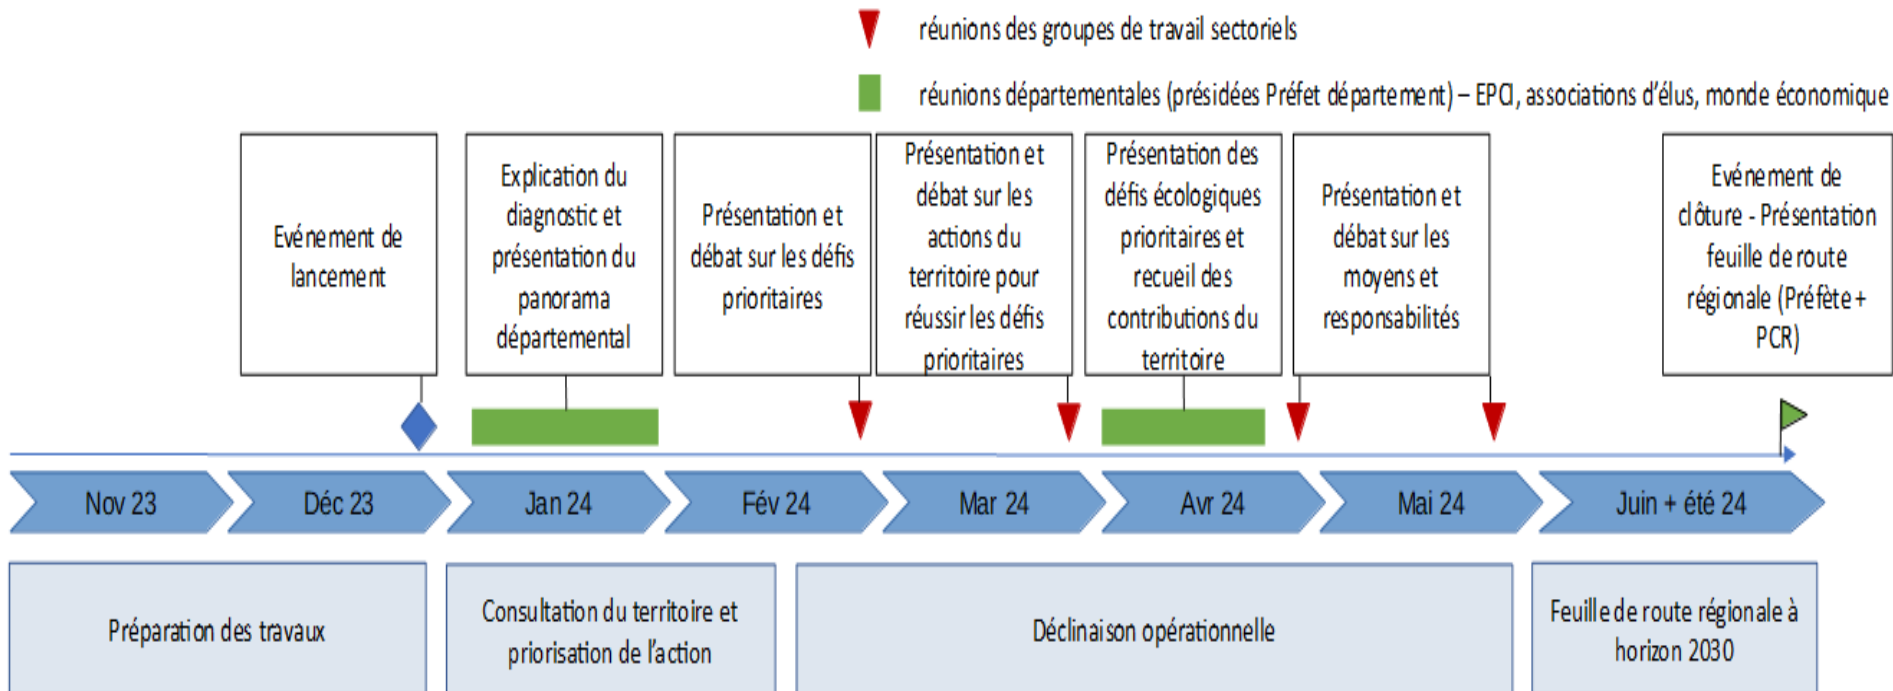 réunions des groupes de travail sectoriels
réunions départementales (présidées Préfet département) – EPCI, associations d'élus, monde économique
Evénement de
lancement
Explication du
diagnostic et
présentation du
panorama
départemental
Présentation et
débat sur les défis
prioritaires
Présentation et
débat sur les
actions du
territoire pour
réussir les défis
prioritaires
Présentation des
défis écologiques
prioritaires et
recueil des
contributions du
territoire
Présentation et
débat sur les
moyens et
responsabilités
Evénement de
clôture - Présentation
feuille de route
régionale (Préfète +
PCR)
Nov 23
Déc 23
Jan 24
Fév 24
Mar 24
Avr 24
Mai 24
Juin + été 24
Préparation des travaux
Consultation du territoire et
priorisation de l'action
Déclinaison opérationnelle
Feuille de route régionale à
horizon 2030